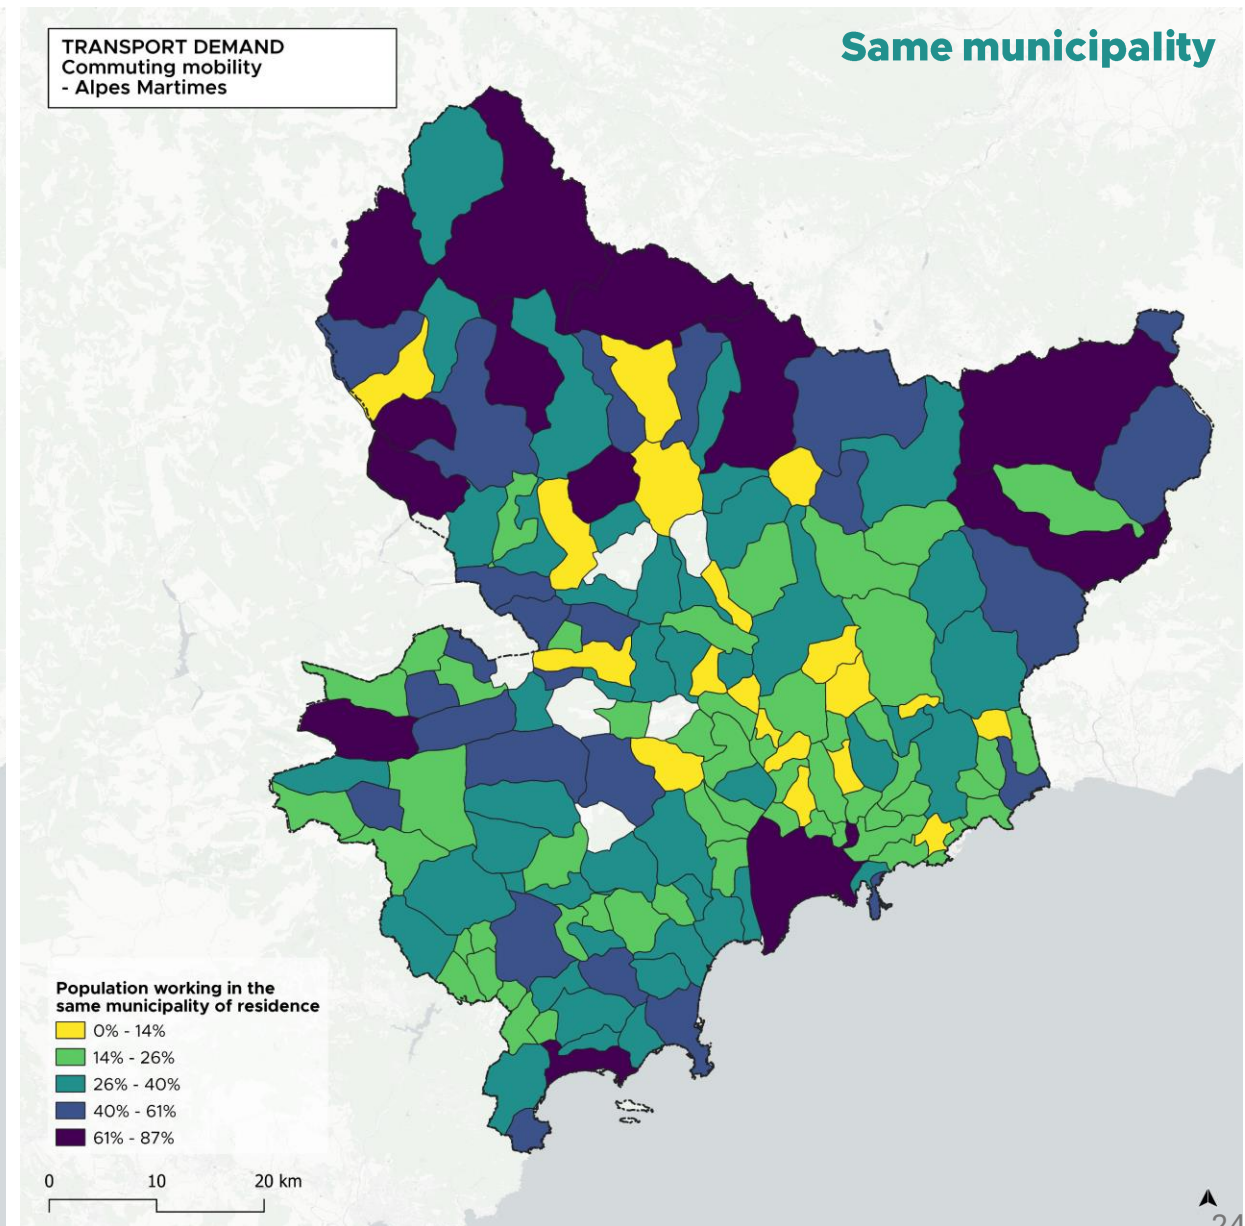 TRANSPORT DEMAND
Commuting mobility
- Alpes Martimes
Same municipality
Population working in the
same municipality of residence
0% - 14%
14% - 26%
26% - 40%
40% - 61%
61% - 87%
0 10 20 km
24